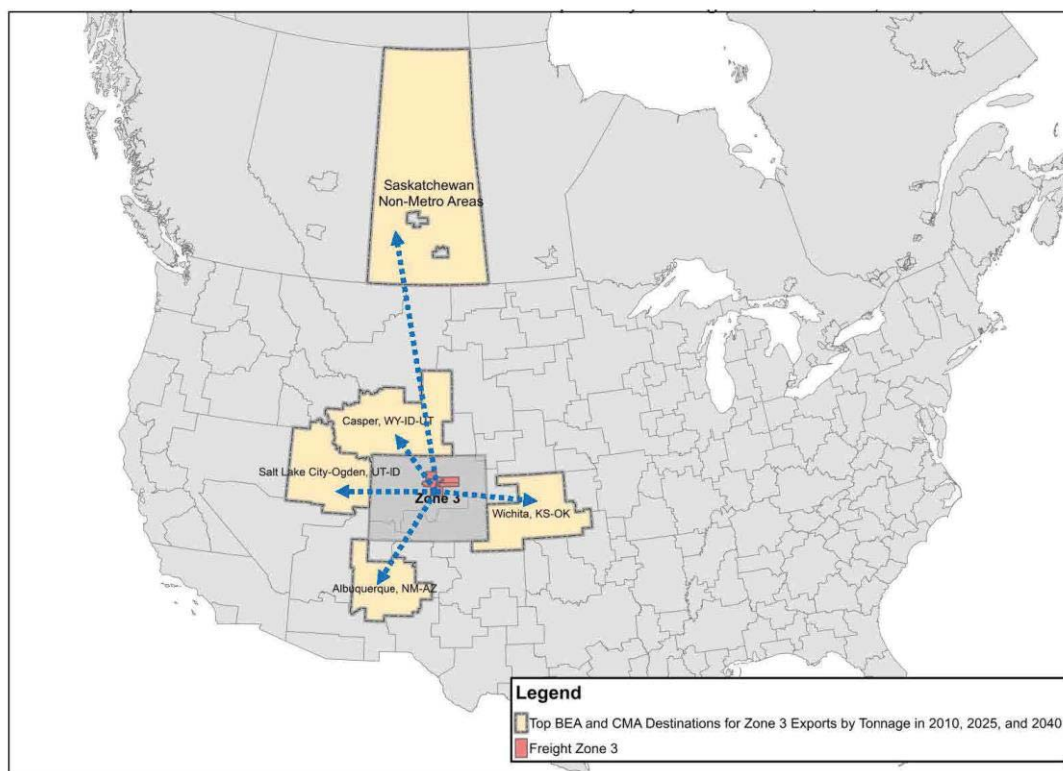 Saskatchewan
Non-Metro Areas
Casper, WY-ID-UT
Salt Lake City-Ogden, UT-ID
Zone 3
Wichita, KS-OK
Albuquerque, NM-AZ
Legend
Top BEA and CMA Destinations for Zone 3 Exports by Tonnage in 2010, 2025, and 2040
Freight Zone 3